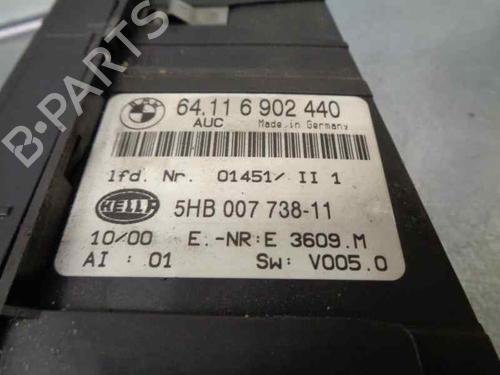 BMW
64.11 6 902 440
AUC Made in Germany
lfd. Nr. 01451/ II 1
HELLA 5HB 007 738-11
10/00 E.-NR:E 3609.M
AI : 01 SW: V005.0